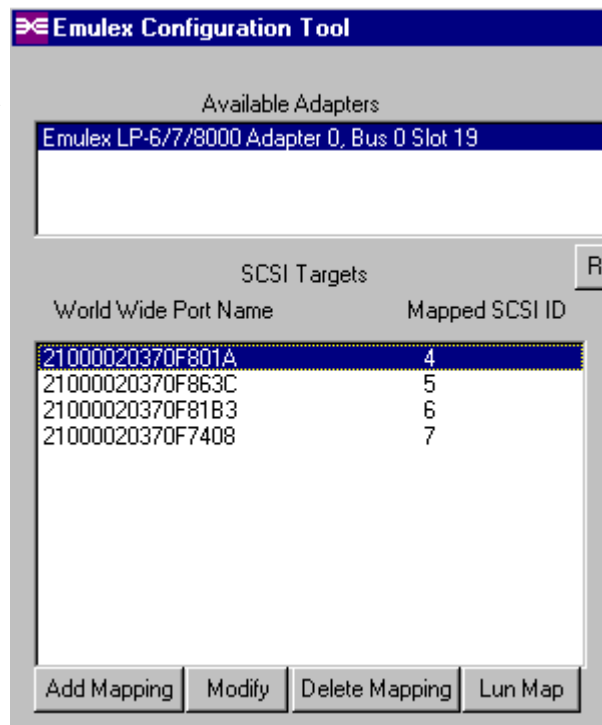 Emulex Configuration Tool
Available Adapters
Emulex LP-6/7/8000 Adapter 0, Bus 0 Slot 19
R
SCSI Targets
World Wide Port Name Mapped SCSI ID
21000020370F801A 4
21000020370F863C 5
21000020370F81B3 6
21000020370F7408 7
Add Mapping Modify Delete Mapping Lun Map